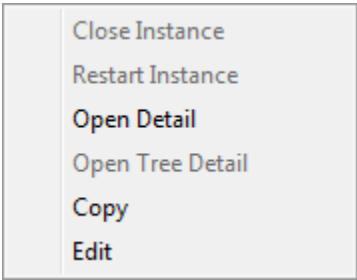 Close Instance
Restart Instance
Open Detail
Open Tree Detail
Copy
Edit